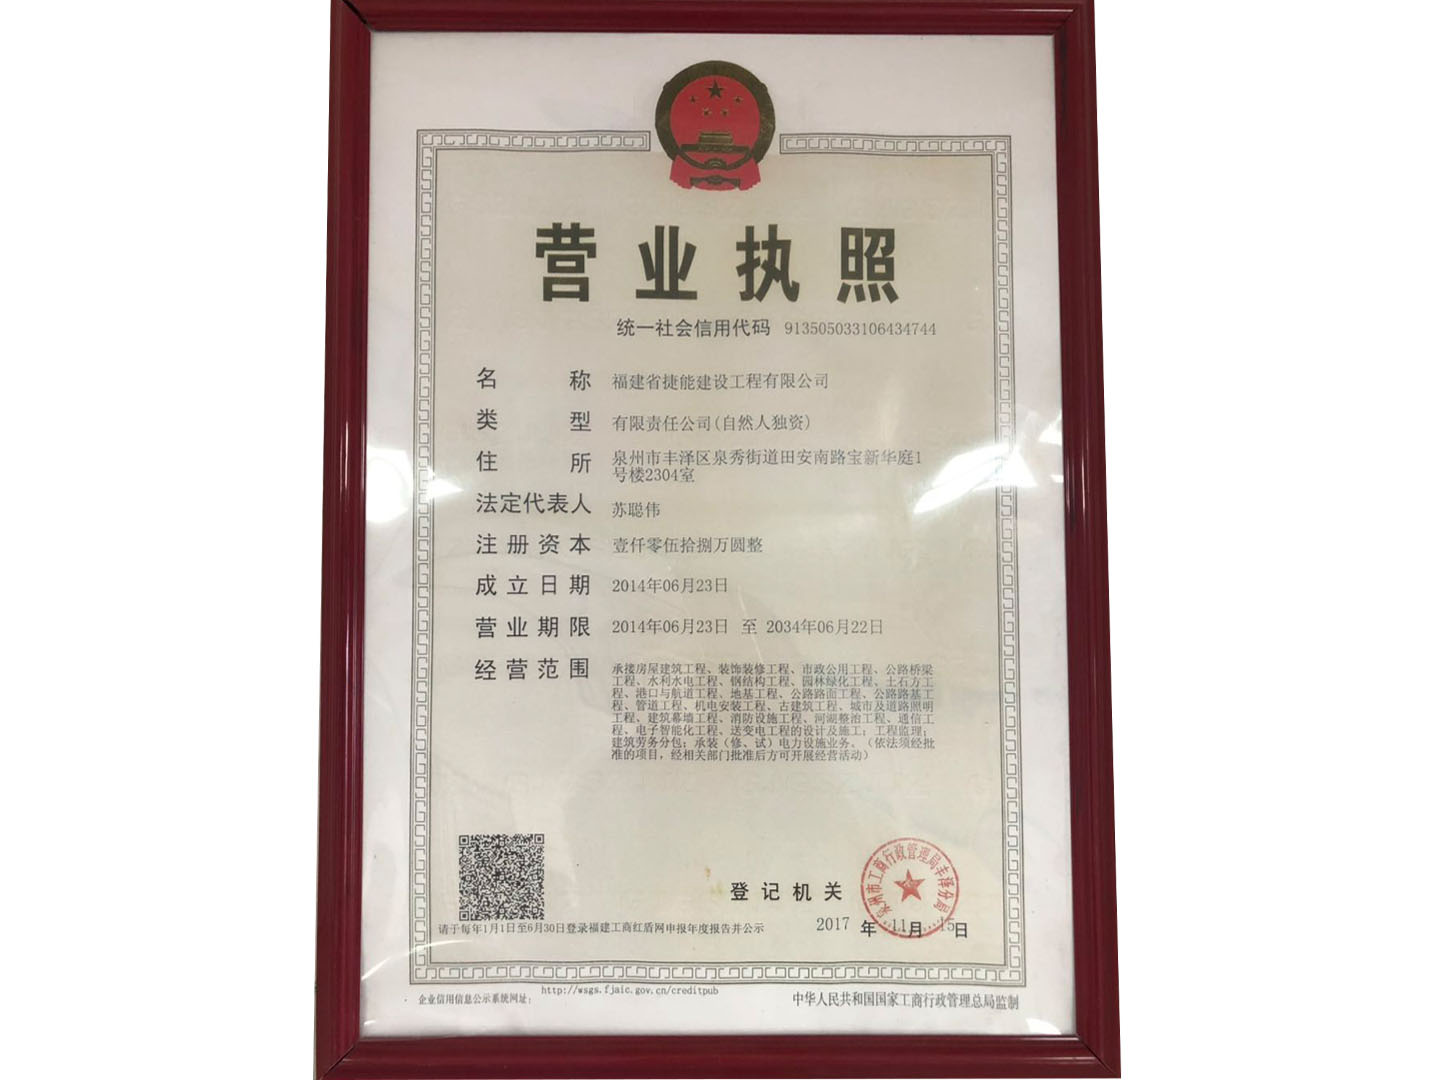 营业执照
统一社会信用代码 913505033106434744
名称 福建省捷能建设工程有限公司
类型 有限责任公司(自然人独资)
住所 泉州市丰泽区泉秀街道田安南路宝新华庭1
号楼2304室
法定代表人 苏聪伟
注册资本 壹仟零伍拾捌万圆整
成立日期 2014年06月23日
营业期限 2014年06月23日 至 2034年06月22日
经营范围 承接房屋建筑工程、装饰装修工程、市政公用工程、公路桥梁
工程、水利水电工程、钢结构工程、园林绿化工程、土石方工
程、港口与航道工程、地基工程、公路路面工程、公路路基工
程、管道工程、机电安装工程、古建筑工程、城市及道路照明
工程、建筑幕墙工程、消防设施工程、河湖整治工程、通信工
程、电子智能化工程、送变电工程的设计及施工；工程监理；
建筑劳务分包；承装（修、试）电力设施业务。（依法须经批
准的项目，经相关部门批准后方可开展经营活动）
泉州市工商行政管理局丰泽分局
登记机关
2017年11月15日
请于每年1月1日至6月30日登录福建工商红盾网申报年度报告并公示
企业信用信息公示系统网址： http://wsgs.fjaic.gov.cn/creditpub
中华人民共和国国家工商行政管理总局监制